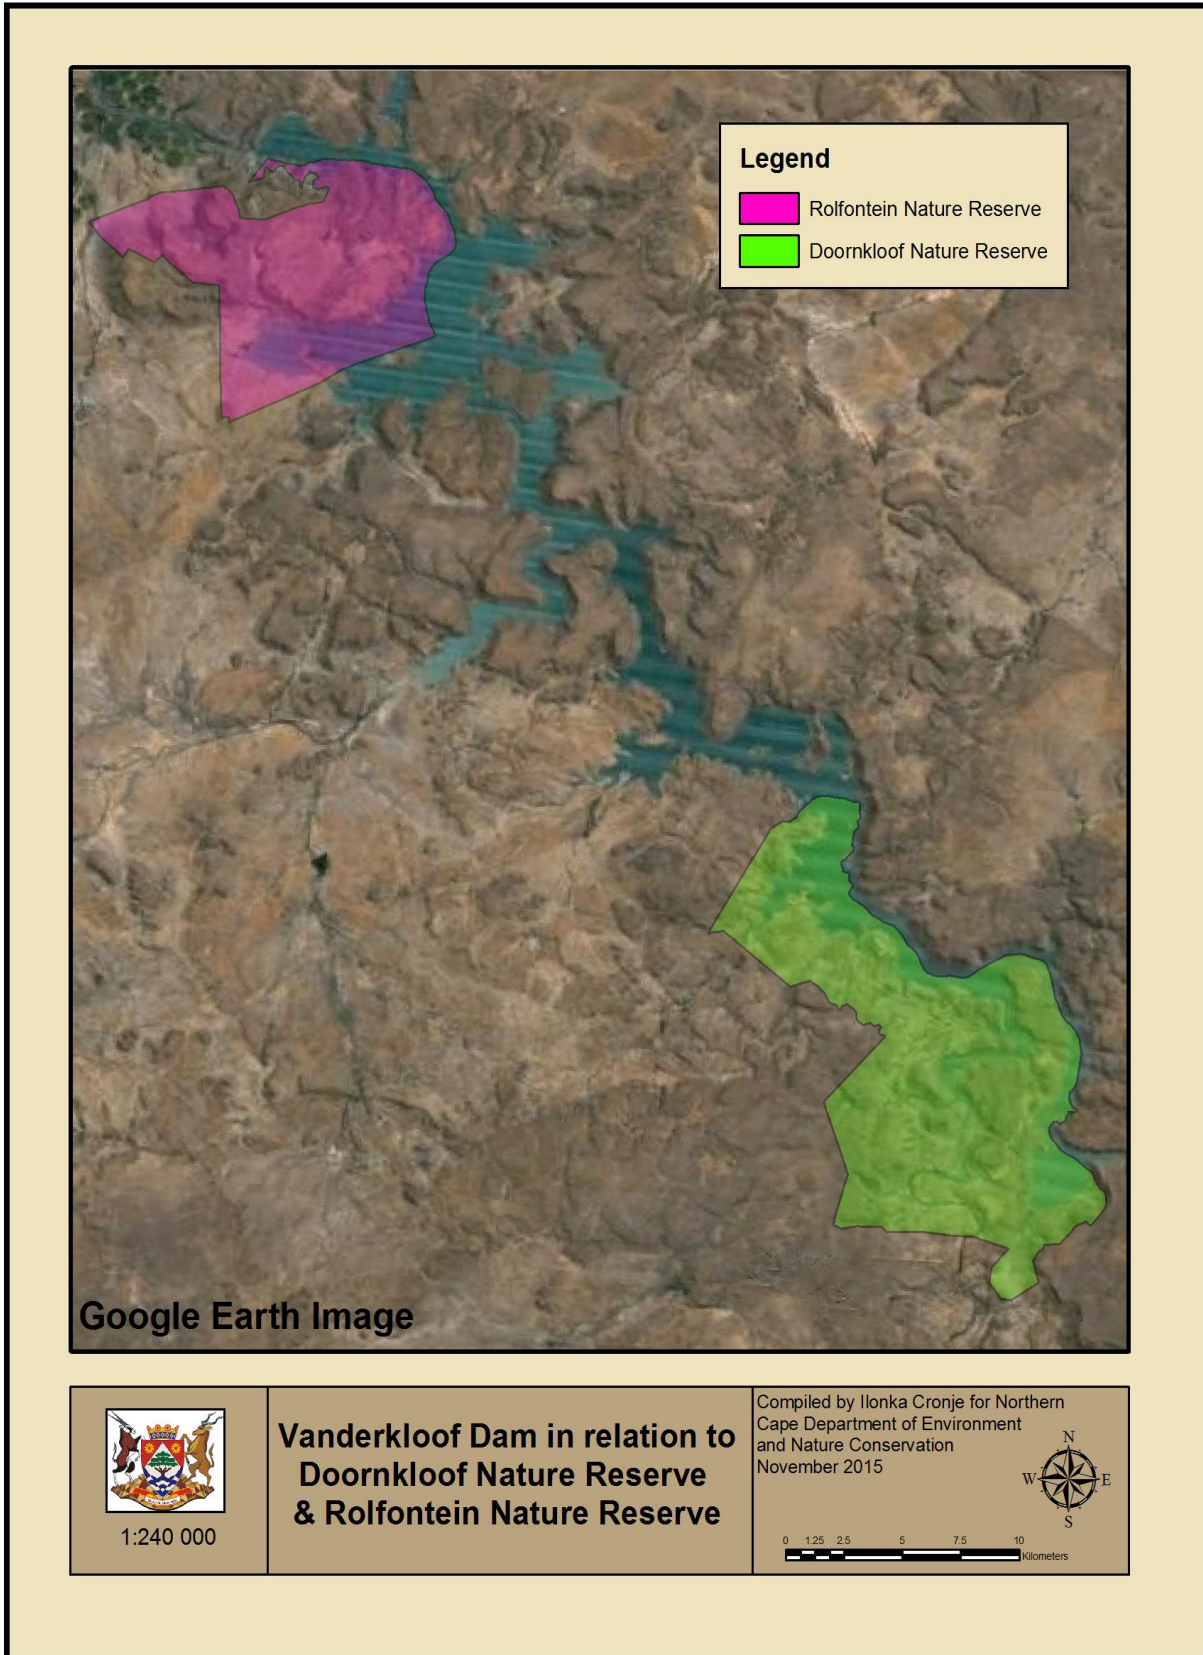 Legend
Rolfontein Nature Reserve
Doornkloof Nature Reserve
Google Earth Image
1:240 000
Vanderkloof Dam in relation to
Doornkloof Nature Reserve
& Rolfontein Nature Reserve
Compiled by Ilonka Cronje for Northern
Cape Department of Environment
and Nature Conservation
November 2015
N
W E
S
0 1.25 2.5 5 7.5 10
Kilometers